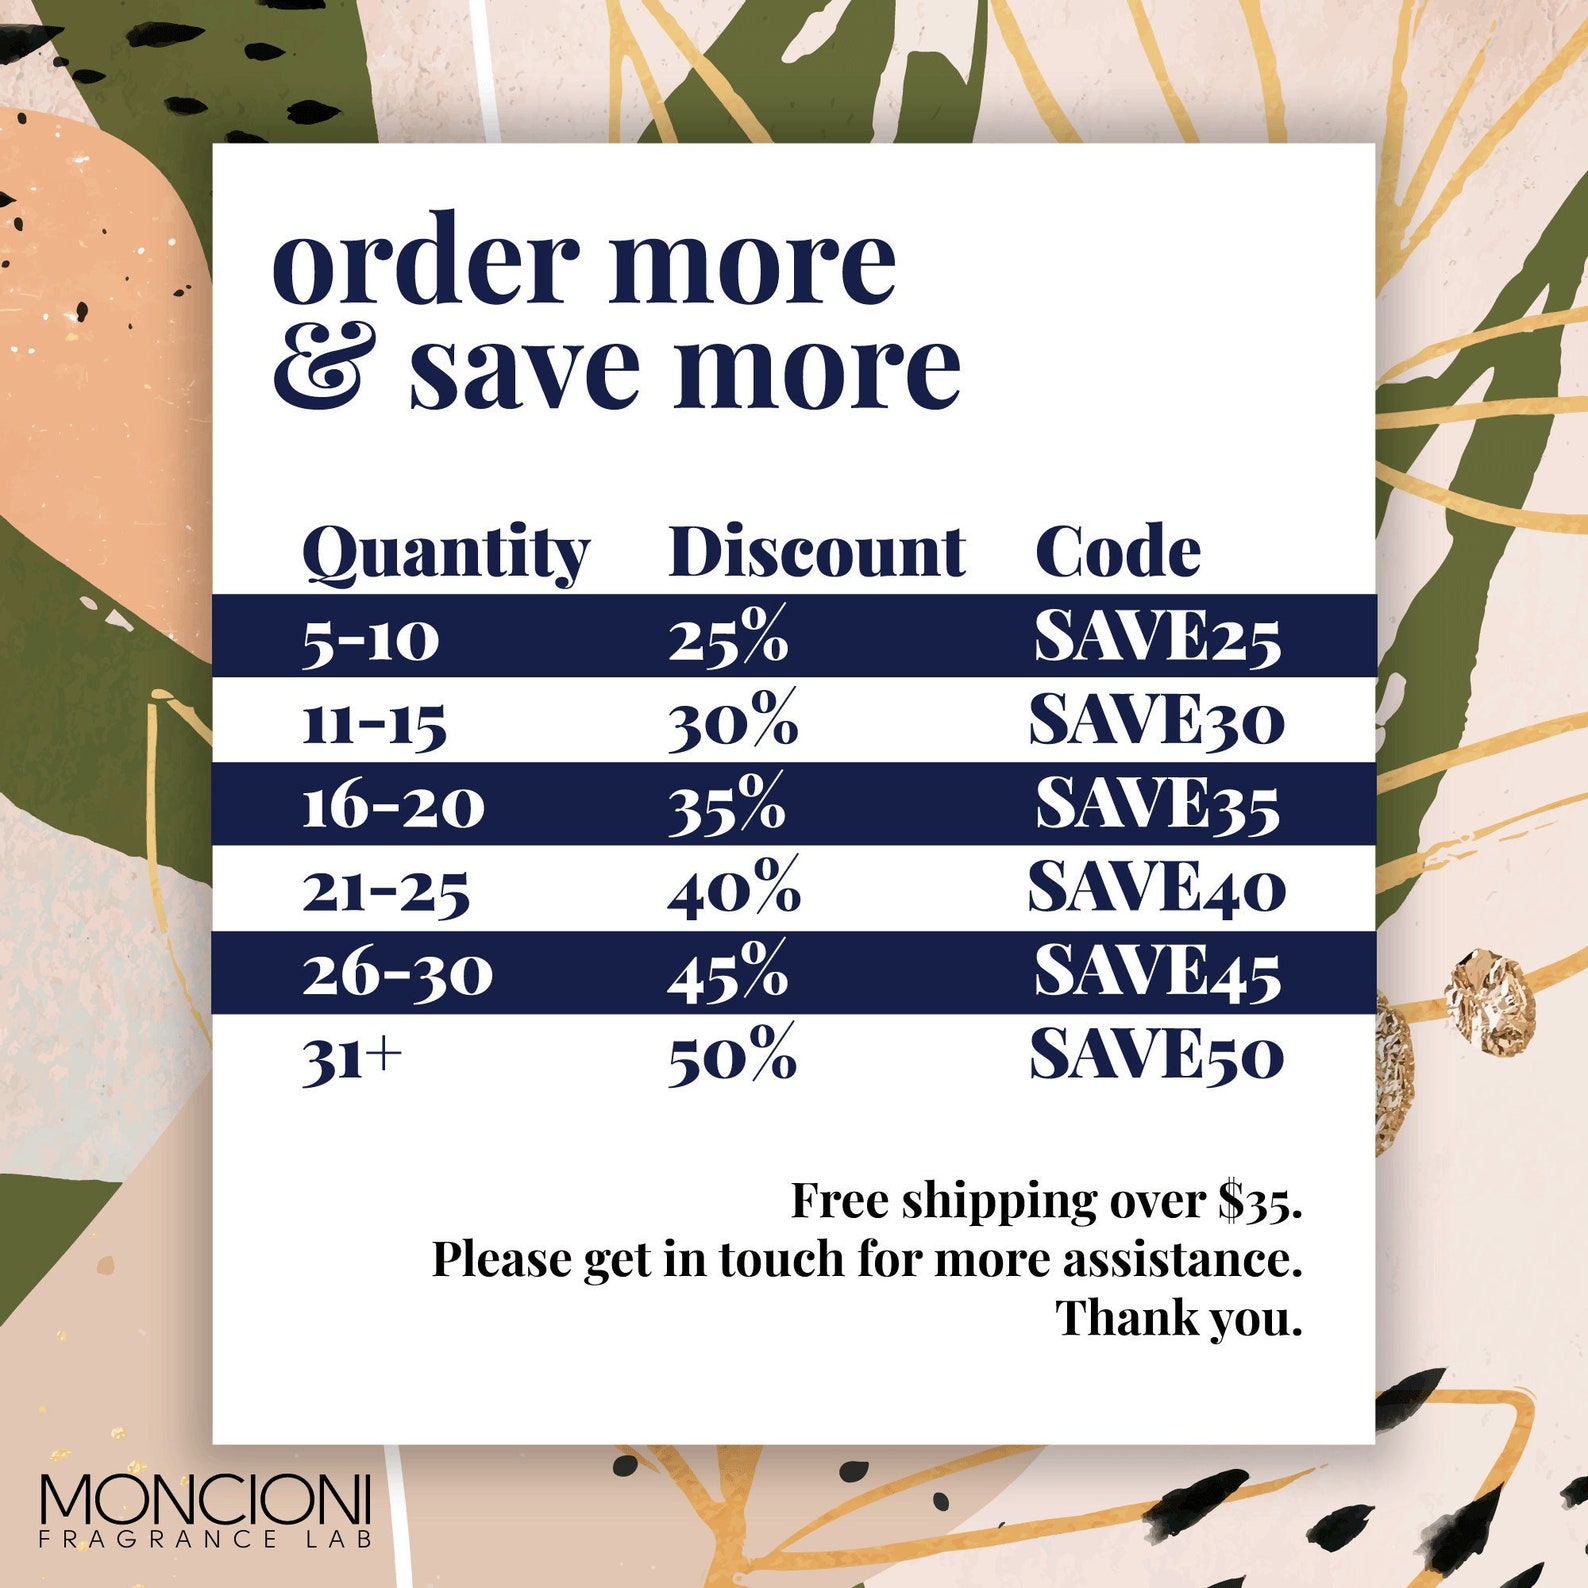 order more
& save more
Quantity Discount Code
5-10 25% SAVE25
11-15 30% SAVE30
16-20 35% SAVE35
21-25 40% SAVE40
26-30 45% SAVE45
31+ 50% SAVE50
Free shipping over $35.
Please get in touch for more assistance.
Thank you.
MONCIONI
FRAGRANCE LAB